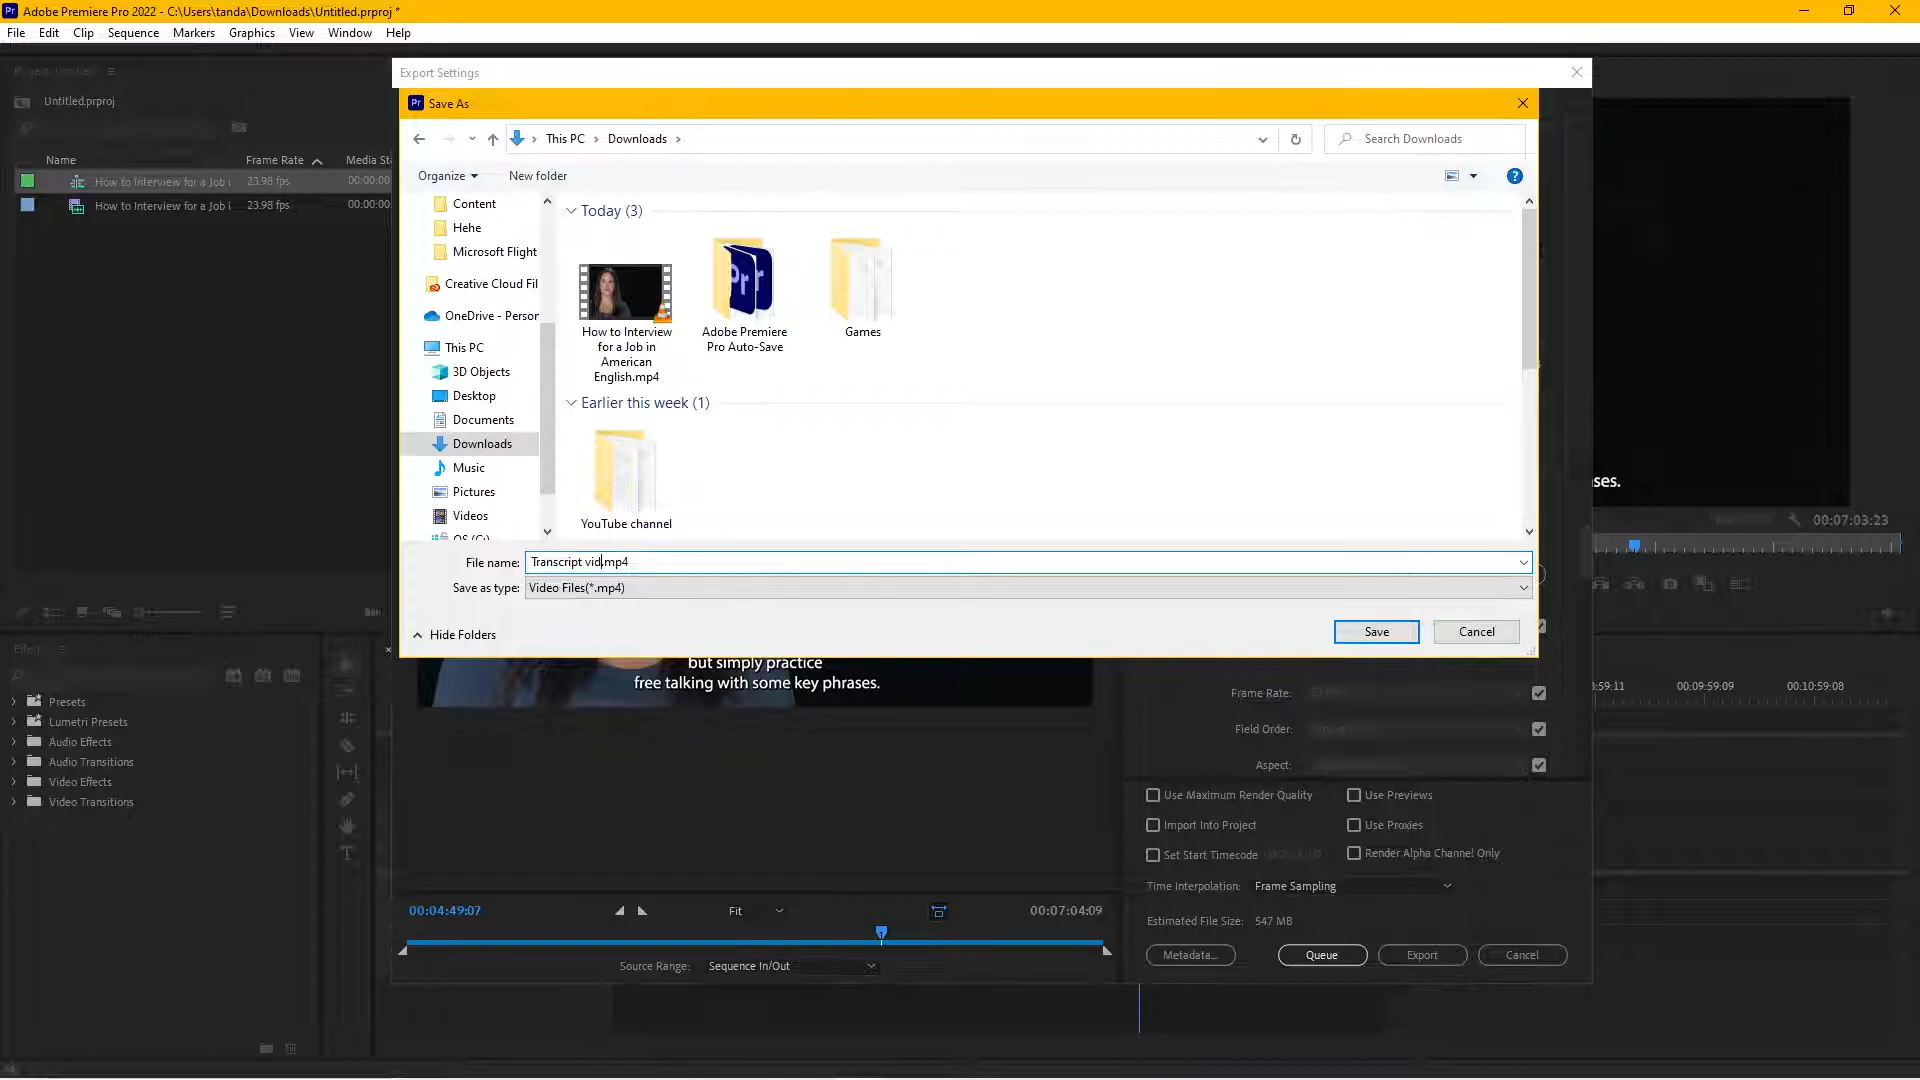 Adobe Premiere Pro 2022 - C:\Users\tanda\Downloads\Untitled.prproj *
File Edit Clip Sequence Markers Graphics View Window Help
Export Settings
Untitled.prproj
Save As
This PC > Downloads >
Search Downloads
Organize New folder
Name Frame Rate Media St
How to Interview for a Job i 23.98 fps 00:00:00
How to Interview for a Job i 23.98 fps 00:00:00
Content
Hehe
Microsoft Flight
Creative Cloud Fil
OneDrive - Person
This PC
3D Objects
Desktop
Documents
Downloads
Music
Pictures
Videos
OS (C:)
Today (3)
How to Interview
for a Job in
American
English.mp4
Adobe Premiere
Pro Auto-Save
Games
Earlier this week (1)
YouTube channel
File name: Transcript vid.mp4
Save as type: Video Files(*.mp4)
Hide Folders
Save Cancel
ses.
00:07:03:23
but simply practice
free talking with some key phrases.
Presets
Lumetri Presets
Audio Effects
Audio Transitions
Video Effects
Video Transitions
Frame Rate:
Field Order:
Aspect:
:59:11 00:09:59:09 00:10:59:08
Use Maximum Render Quality Use Previews
Import Into Project Use Proxies
Set Start Timecode Render Alpha Channel Only
Time Interpolation: Frame Sampling
Estimated File Size: 547 MB
Metadata... Queue Export Cancel
00:04:49:07 Fit 00:07:04:09
Source Range: Sequence In/Out